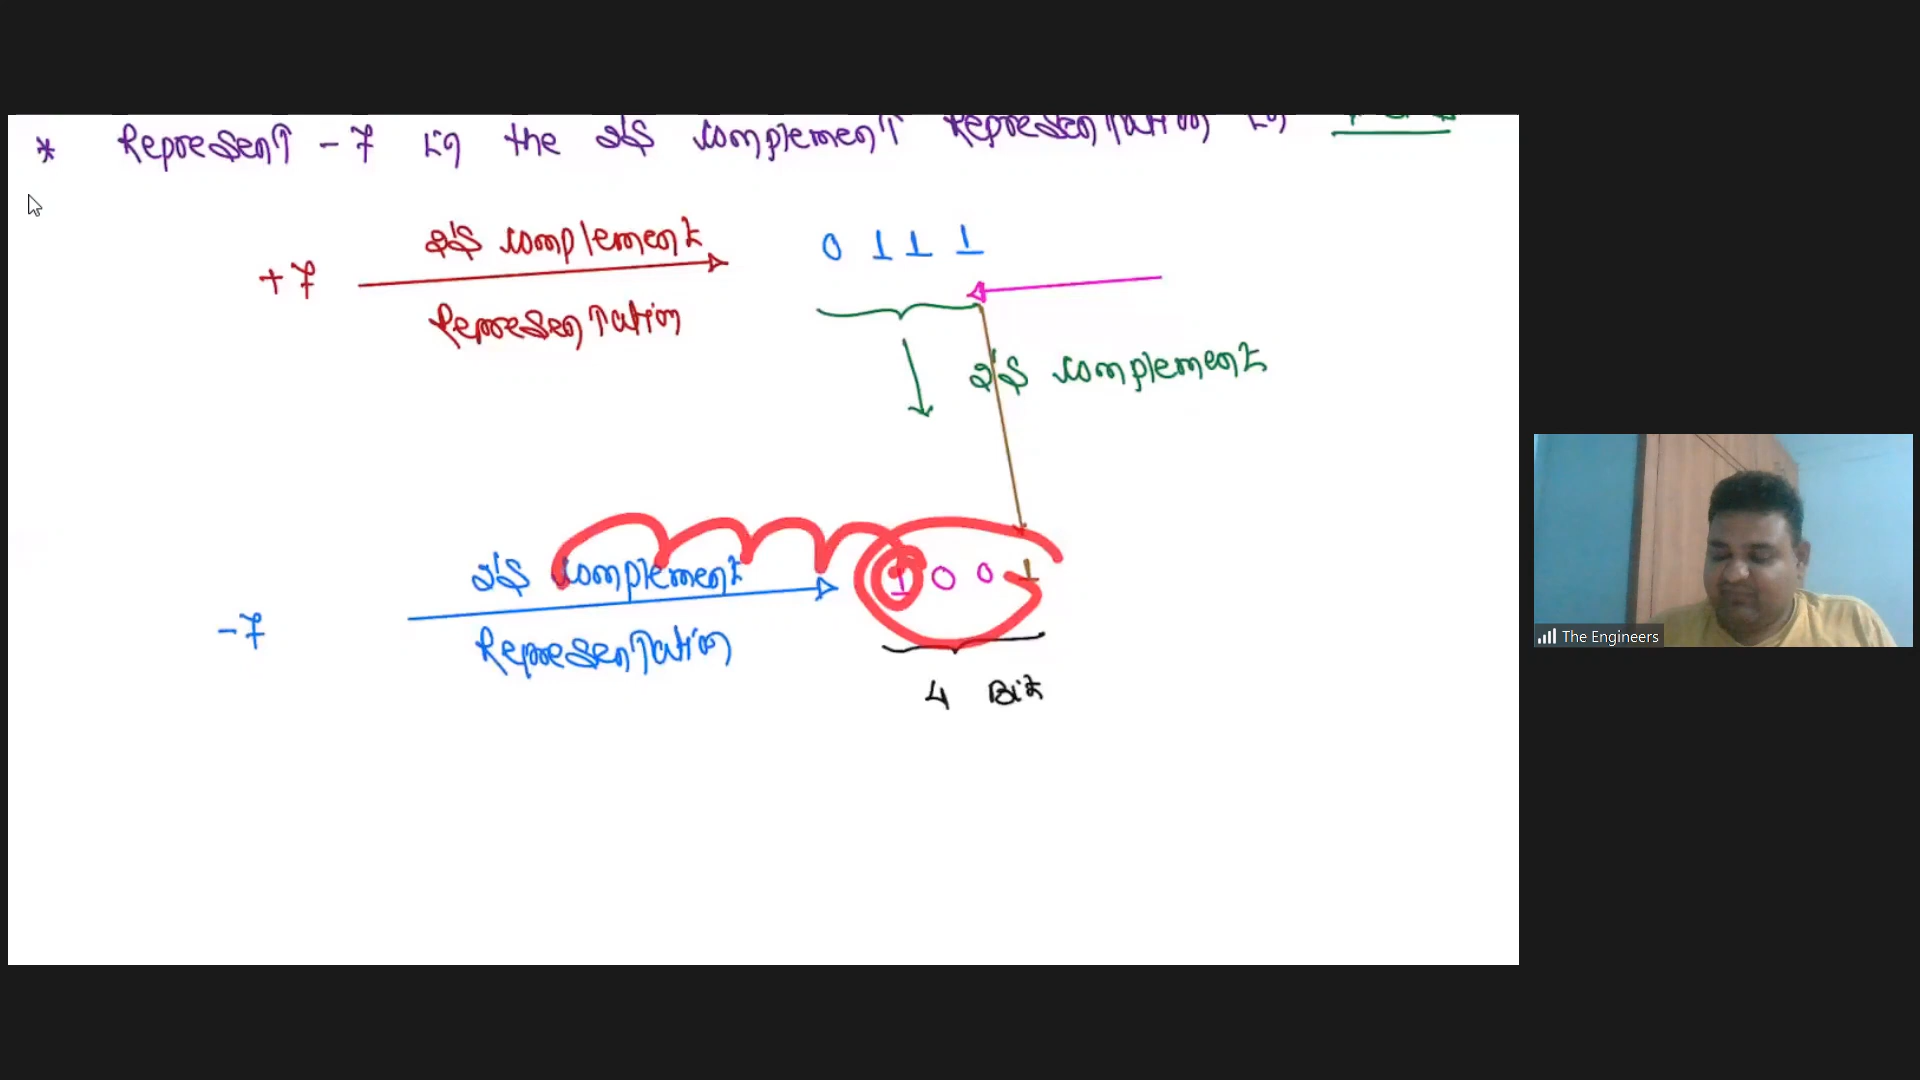 * Represent -7 in the 2's complement Representation in
2's complement
+7
Representation
0 1 1 1
2's complement
2's complement
-7
Representation
1 0 0 1
4 Bit
The Engineers